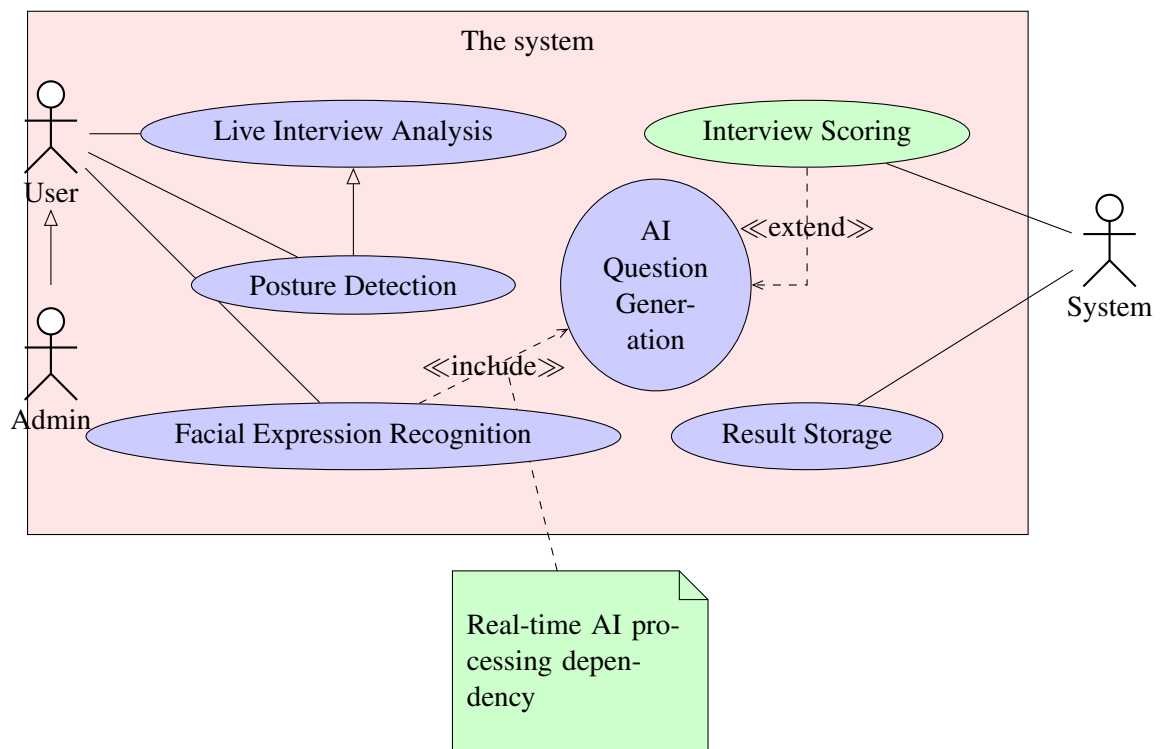 The system
Live Interview Analysis
Interview Scoring
User
AI
Question
Gener-
ation
≪extend≫
Posture Detection
System
≪include≫
Admin
Facial Expression Recognition
Result Storage
Real-time AI pro-
cessing depen-
dency